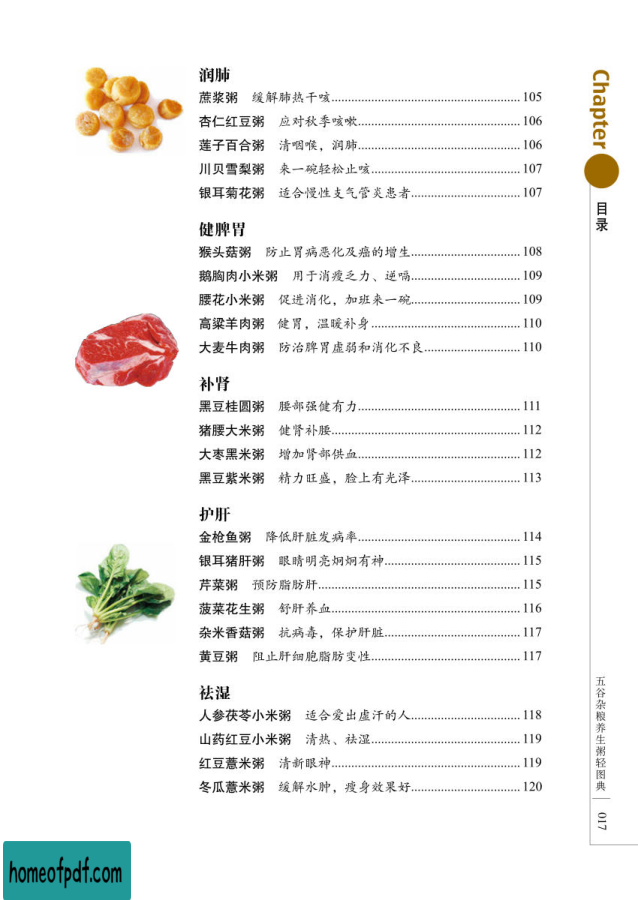 润肺
蔗浆粥 缓解肺热干咳........................................................ 105
杏仁红豆粥 应对秋季咳嗽................................................ 106
莲子百合粥 清咽喉，润肺................................................ 106
川贝雪梨粥 来一碗轻松止咳............................................ 107
银耳菊花粥 适合慢性支气管炎患者................................ 107
健脾胃
猴头菇粥 防止胃病恶化及癌的增生................................ 108
鹅胸肉小米粥 用于消瘦乏力、逆嗝................................ 109
腰花小米粥 促进消化，加班来一碗................................ 109
高粱羊肉粥 健胃，温暖补身............................................ 110
大麦牛肉粥 防治脾胃虚弱和消化不良............................ 110
补肾
黑豆桂圆粥 腰部强健有力................................................ 111
猪腰大米粥 健肾补腰........................................................ 112
大枣黑米粥 增加肾部供血................................................ 112
黑豆紫米粥 精力旺盛，脸上有光泽................................ 113
护肝
金枪鱼粥 降低肝脏发病率................................................ 114
银耳猪肝粥 眼睛明亮炯炯有神........................................ 115
芹菜粥 预防脂肪肝............................................................ 115
菠菜花生粥 舒肝养血........................................................ 116
杂米香菇粥 抗病毒，保护肝脏........................................ 117
黄豆粥 阻止肝细胞脂肪变性............................................ 117
祛湿
人参茯苓小米粥 适合爱出虚汗的人................................ 118
山药红豆小米粥 清热、祛湿............................................ 119
红豆薏米粥 清新眼神........................................................ 119
冬瓜薏米粥 缓解水肿，瘦身效果好................................ 120
Chapter
目录
五谷杂粮养生粥轻图典
017
homeofpdf.com